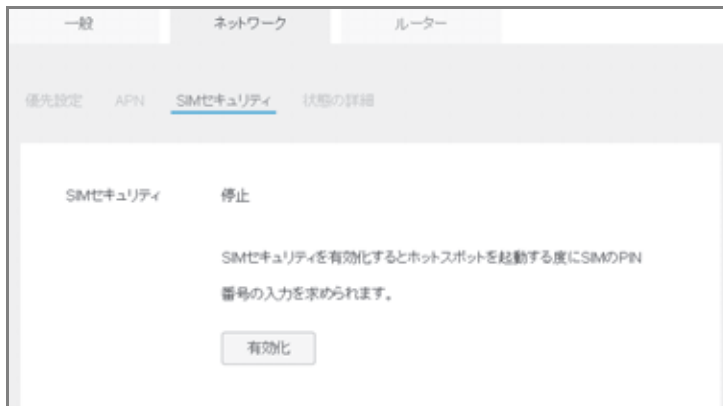 一般 ネットワーク ルーター
優先設定 APN SIMセキュリティ 状態の詳細
SIMセキュリティ 停止
SIMセキュリティを有効化するとホットスポットを起動する度にSIMのPIN
番号の入力を求められます。
有効化